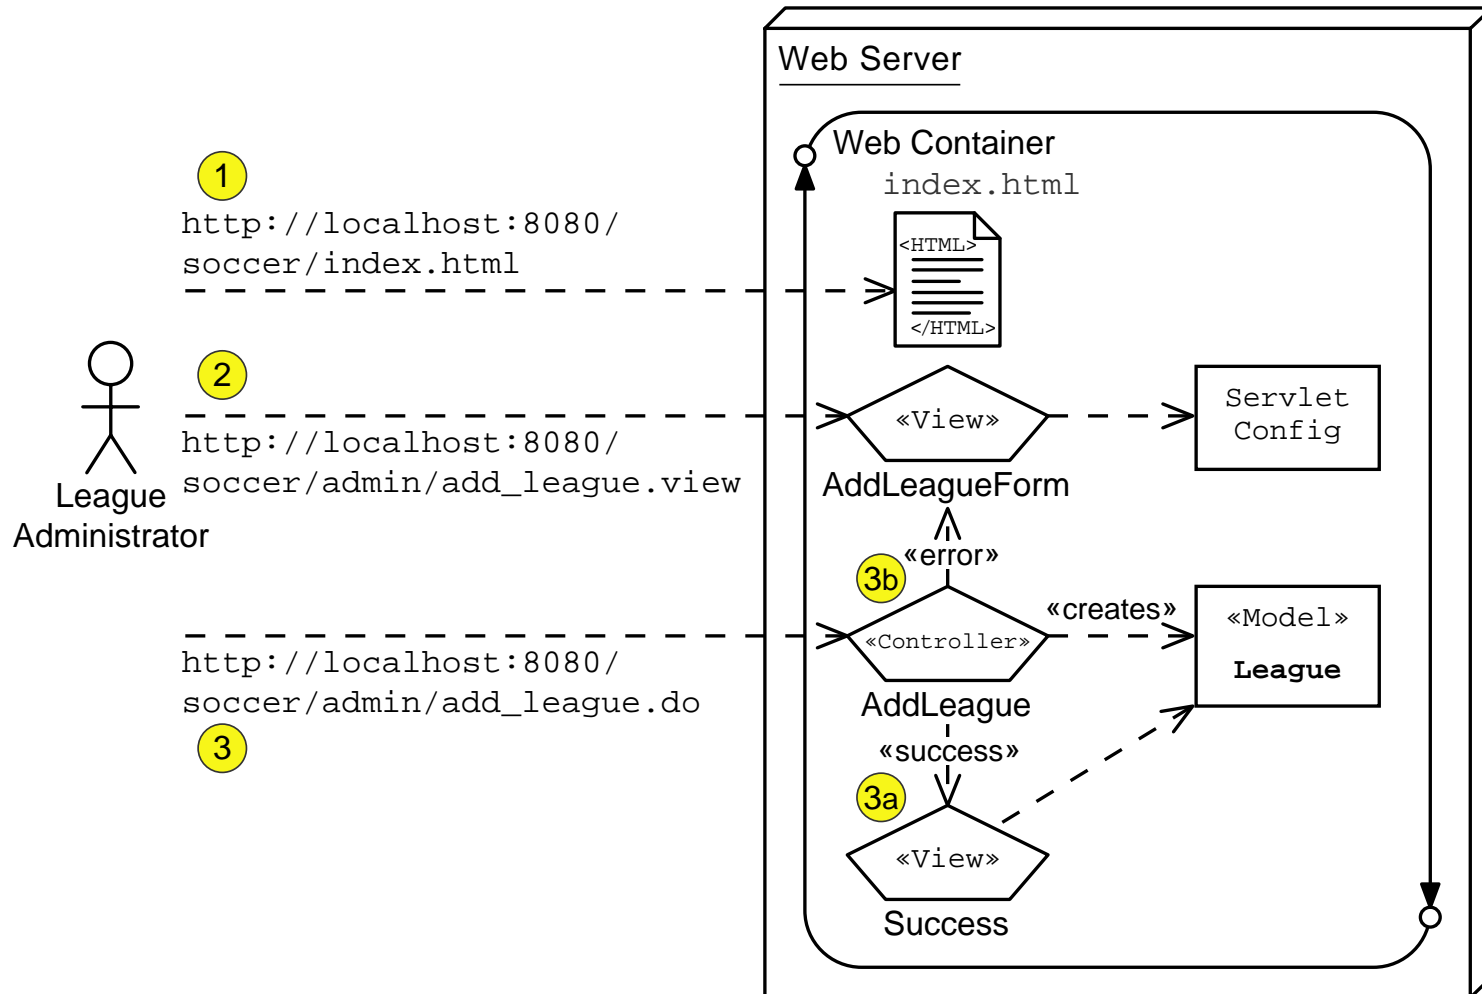 Web Server
Web Container
index.html
<HTML>
</HTML>
1
http://localhost:8080/
soccer/index.html
2
http://localhost:8080/
soccer/admin/add_league.view
League
Administrator
«View»
AddLeagueForm
Servlet
Config
«error»
3b
«Controller»
AddLeague
«creates»
«Model»
League
http://localhost:8080/
soccer/admin/add_league.do
3
«success»
3a
«View»
Success